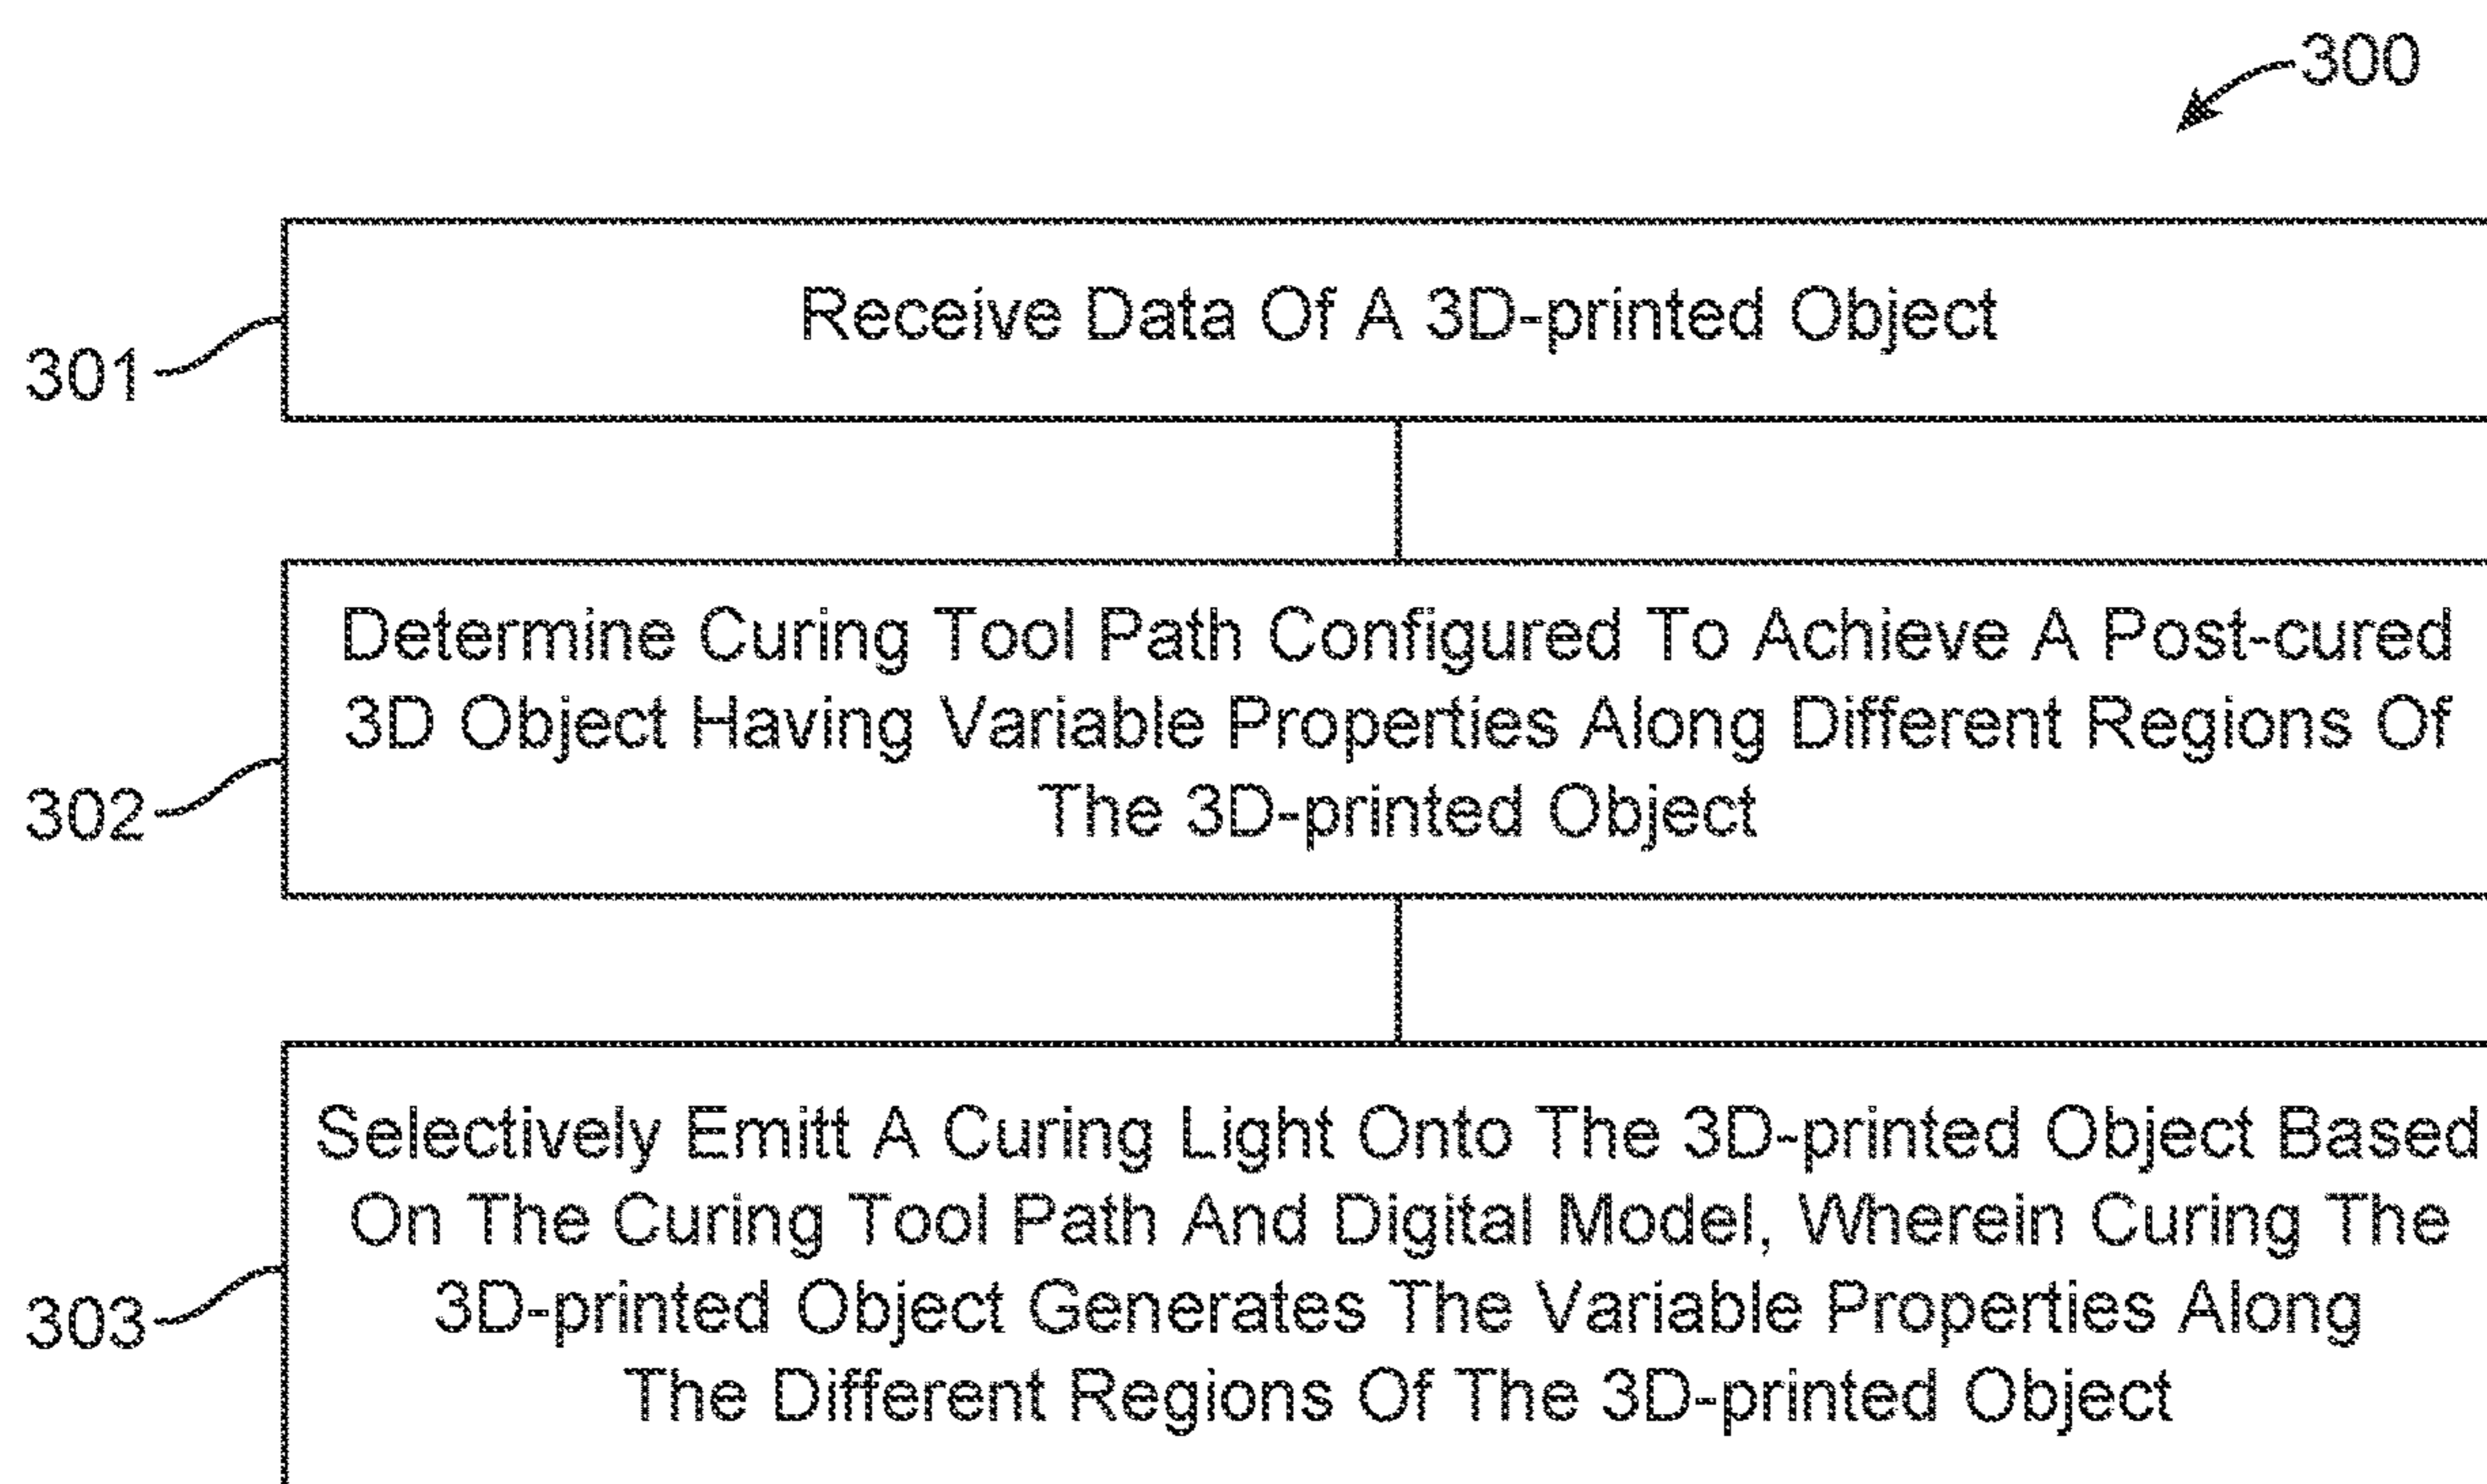 300
Receive Data Of A 3D-printed Object
301
Determine Curing Tool Path Configured To Achieve A Post-cured
3D Object Having Variable Properties Along Different Regions Of
The 3D-printed Object
302
Selectively Emitt A Curing Light Onto The 3D-printed Object Based
On The Curing Tool Path And Digital Model, Wherein Curing The
3D-printed Object Generates The Variable Properties Along
The Different Regions Of The 3D-printed Object
303